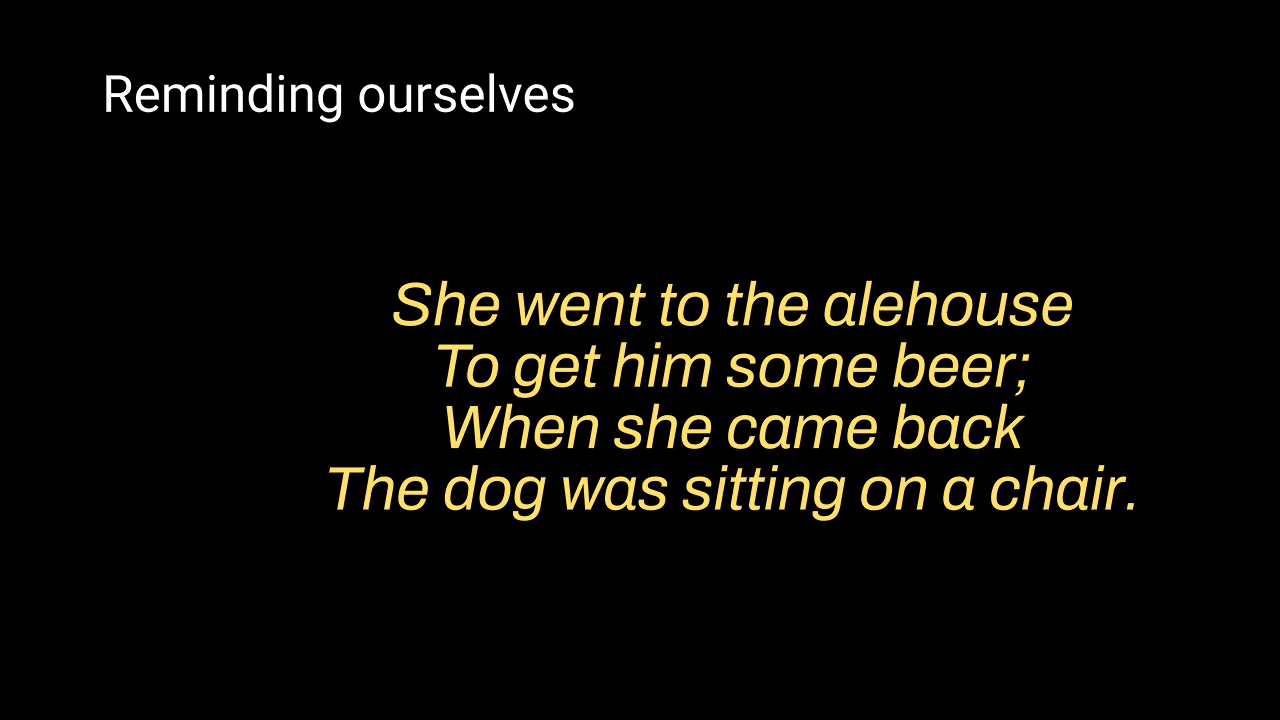 Reminding ourselves
She went to the alehouse
To get him some beer;
When she came back
The dog was sitting on a chair.